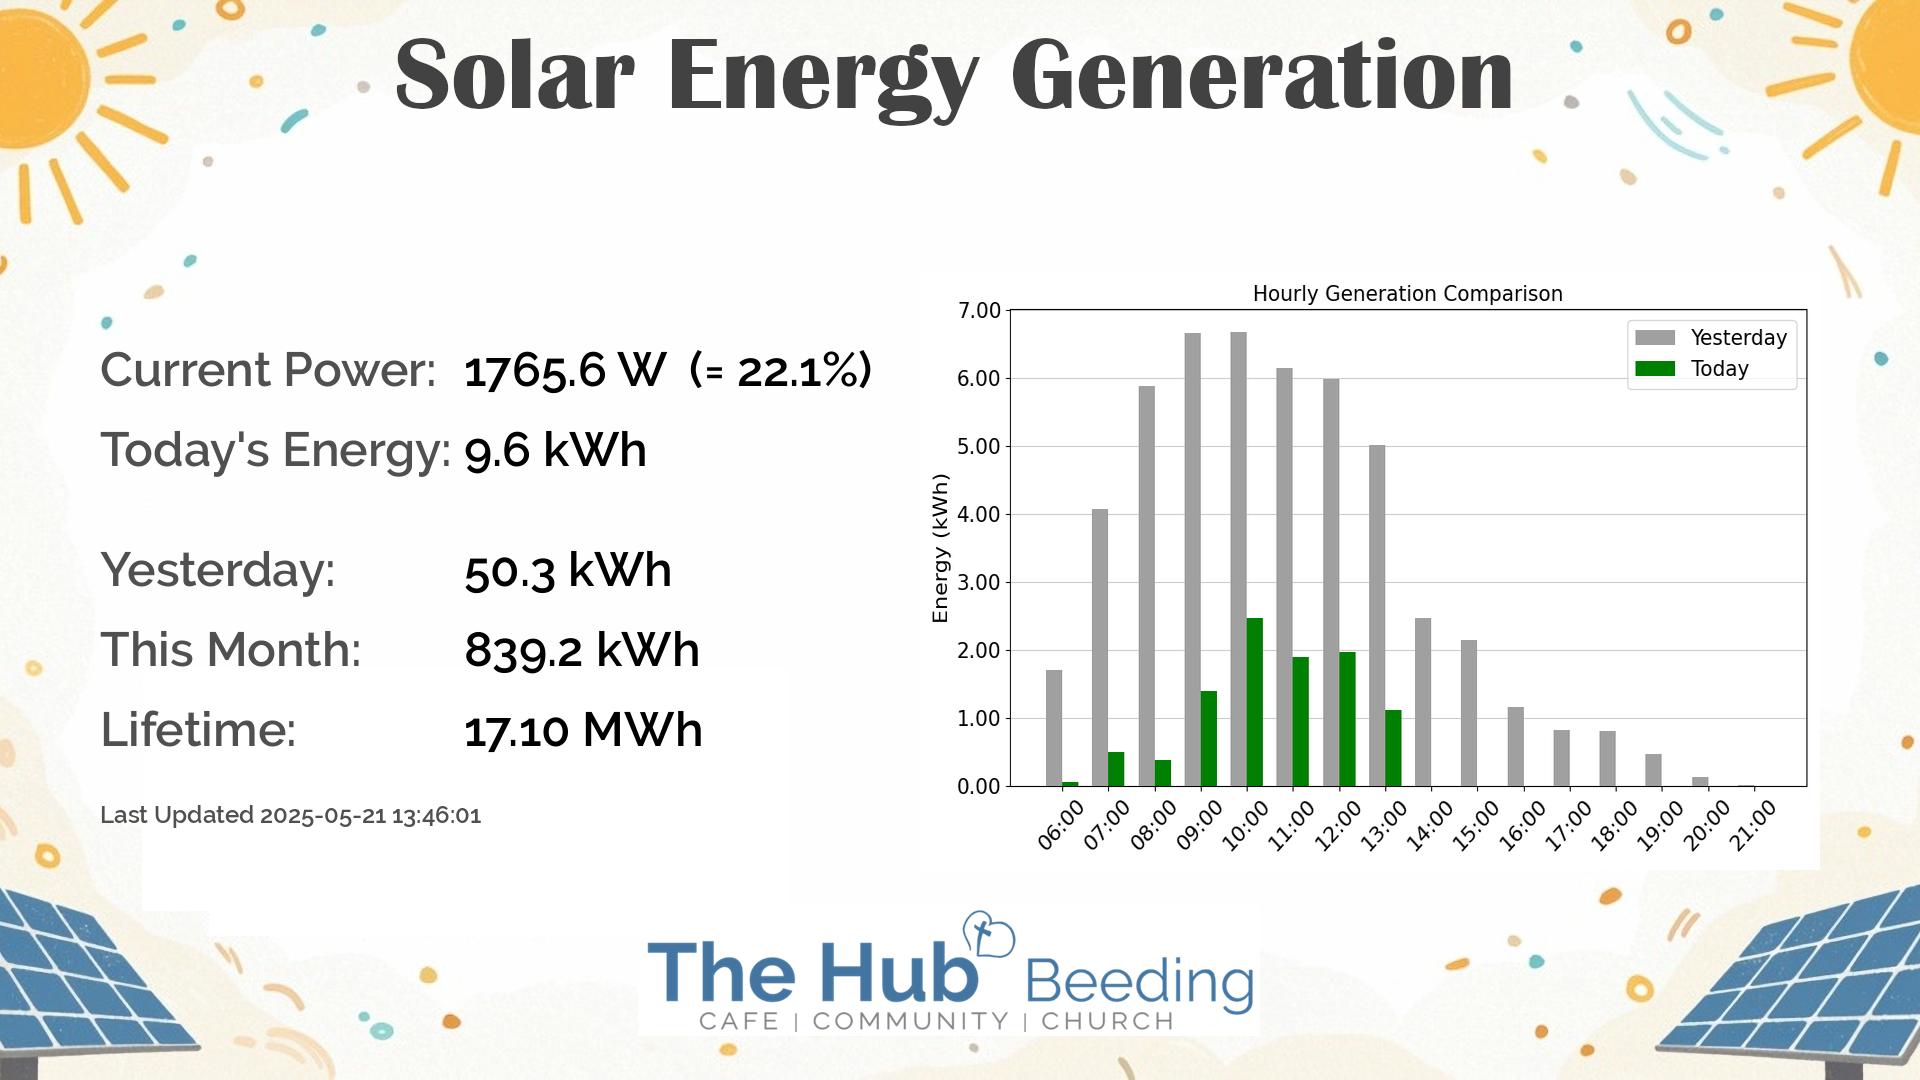 Solar Energy Generation
Current Power: 1765.6 W (= 22.1%)
Today's Energy: 9.6 kWh
Yesterday: 50.3 kWh
This Month: 839.2 kWh
Lifetime: 17.10 MWh
Last Updated 2025-05-21 13:46:01
Hourly Generation Comparison
Yesterday
Today
Energy (kWh)
7.00
6.00
5.00
4.00
3.00
2.00
1.00
0.00
06:00 07:00 08:00 09:00 10:00 11:00 12:00 13:00 14:00 15:00 16:00 17:00 18:00 19:00 20:00 21:00
The Hub Beeding
CAFE | COMMUNITY | CHURCH